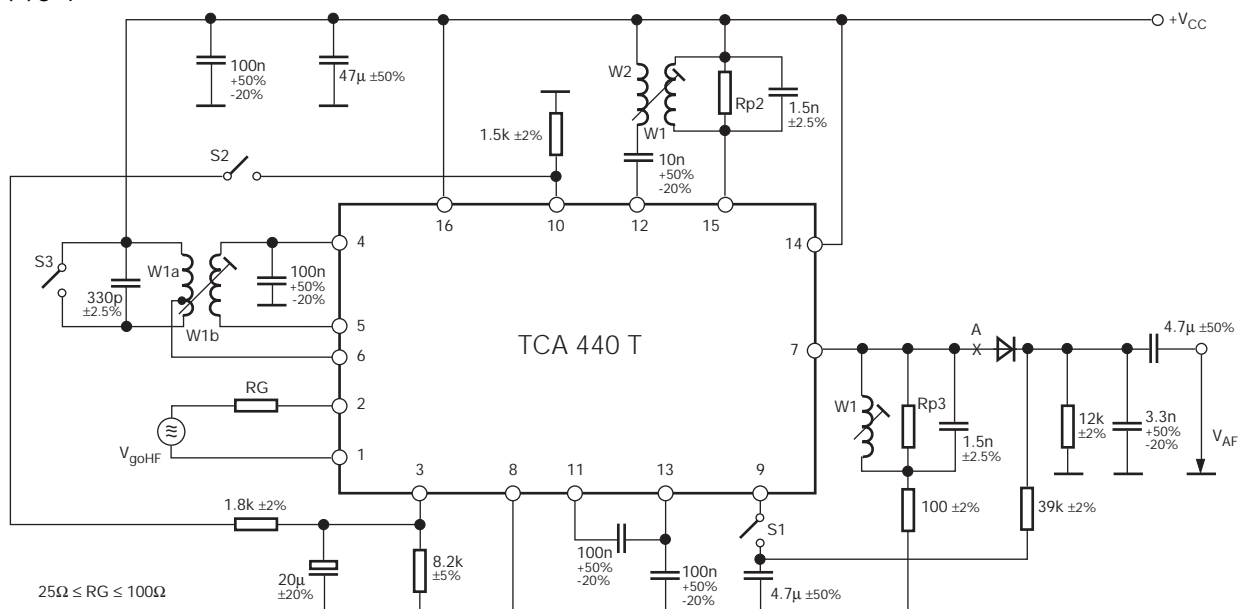 +V_CC
100n
+50%
-20%
47µ ±50%
W2
W1
Rp2
1.5n
±2.5%
1.5k ±2%
10n
+50%
-20%
S2
16
10
12
15
S3
330p
±2.5%
W1a
W1b
100n
+50%
-20%
4
5
6
2
1
14
7
TCA 440 T
RG
V_goHF
A
X
4.7µ ±50%
W1
Rp3
1.5n
±2.5%
12k
±2%
3.3n
+50%
-20%
V_AF
3
8
11
13
9
1.8k ±2%
20µ
±20%
8.2k
±5%
100n
+50%
-20%
100n
+50%
-20%
S1
4.7µ ±50%
100 ±2%
39k ±2%
25Ω ≤ RG ≤ 100Ω